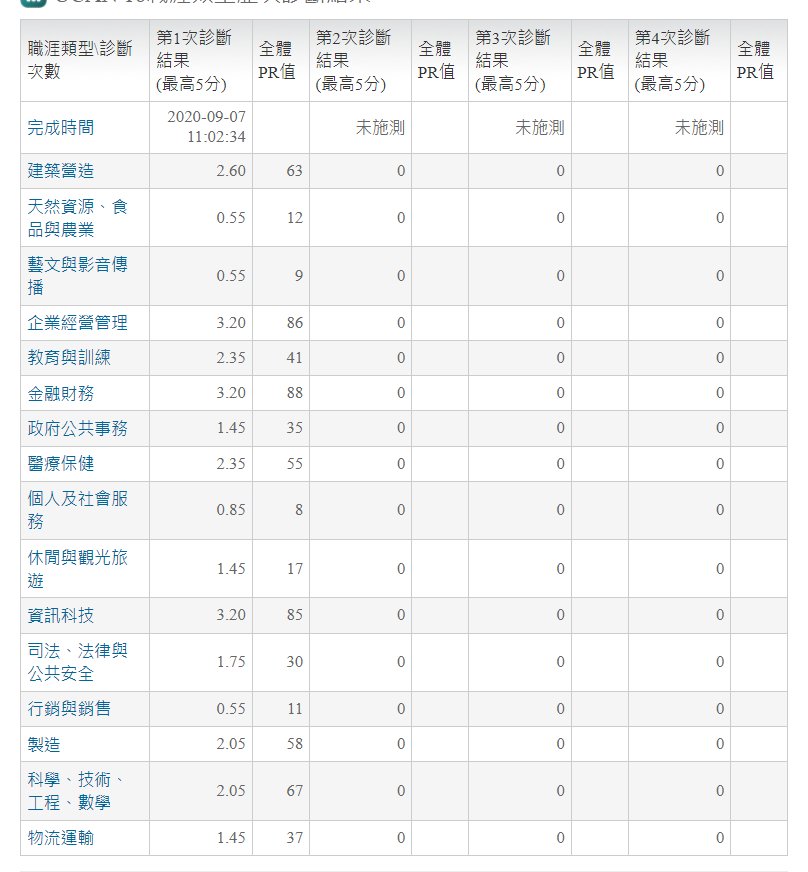 職涯類型\診斷
次數
第1次診斷
結果
(最高5分)
全體
PR值
第2次診斷
結果
(最高5分)
全體
PR值
第3次診斷
結果
(最高5分)
全體
PR值
第4次診斷
結果
(最高5分)
全體
PR值
完成時間
2020-09-07
11:02:34
未施測
未施測
未施測
建築營造 2.60 63 0 0 0
天然資源、食
品與農業
0.55 12 0 0 0
藝文與影音傳
播
0.55 9 0 0 0
企業經營管理 3.20 86 0 0 0
教育與訓練 2.35 41 0 0 0
金融財務 3.20 88 0 0 0
政府公共事務 1.45 35 0 0 0
醫療保健 2.35 55 0 0 0
個人及社會服
務
0.85 8 0 0 0
休閒與觀光旅
遊
1.45 17 0 0 0
資訊科技 3.20 85 0 0 0
司法、法律與
公共安全
1.75 30 0 0 0
行銷與銷售 0.55 11 0 0 0
製造 2.05 58 0 0 0
科學、技術、
工程、數學
2.05 67 0 0 0
物流運輸 1.45 37 0 0 0